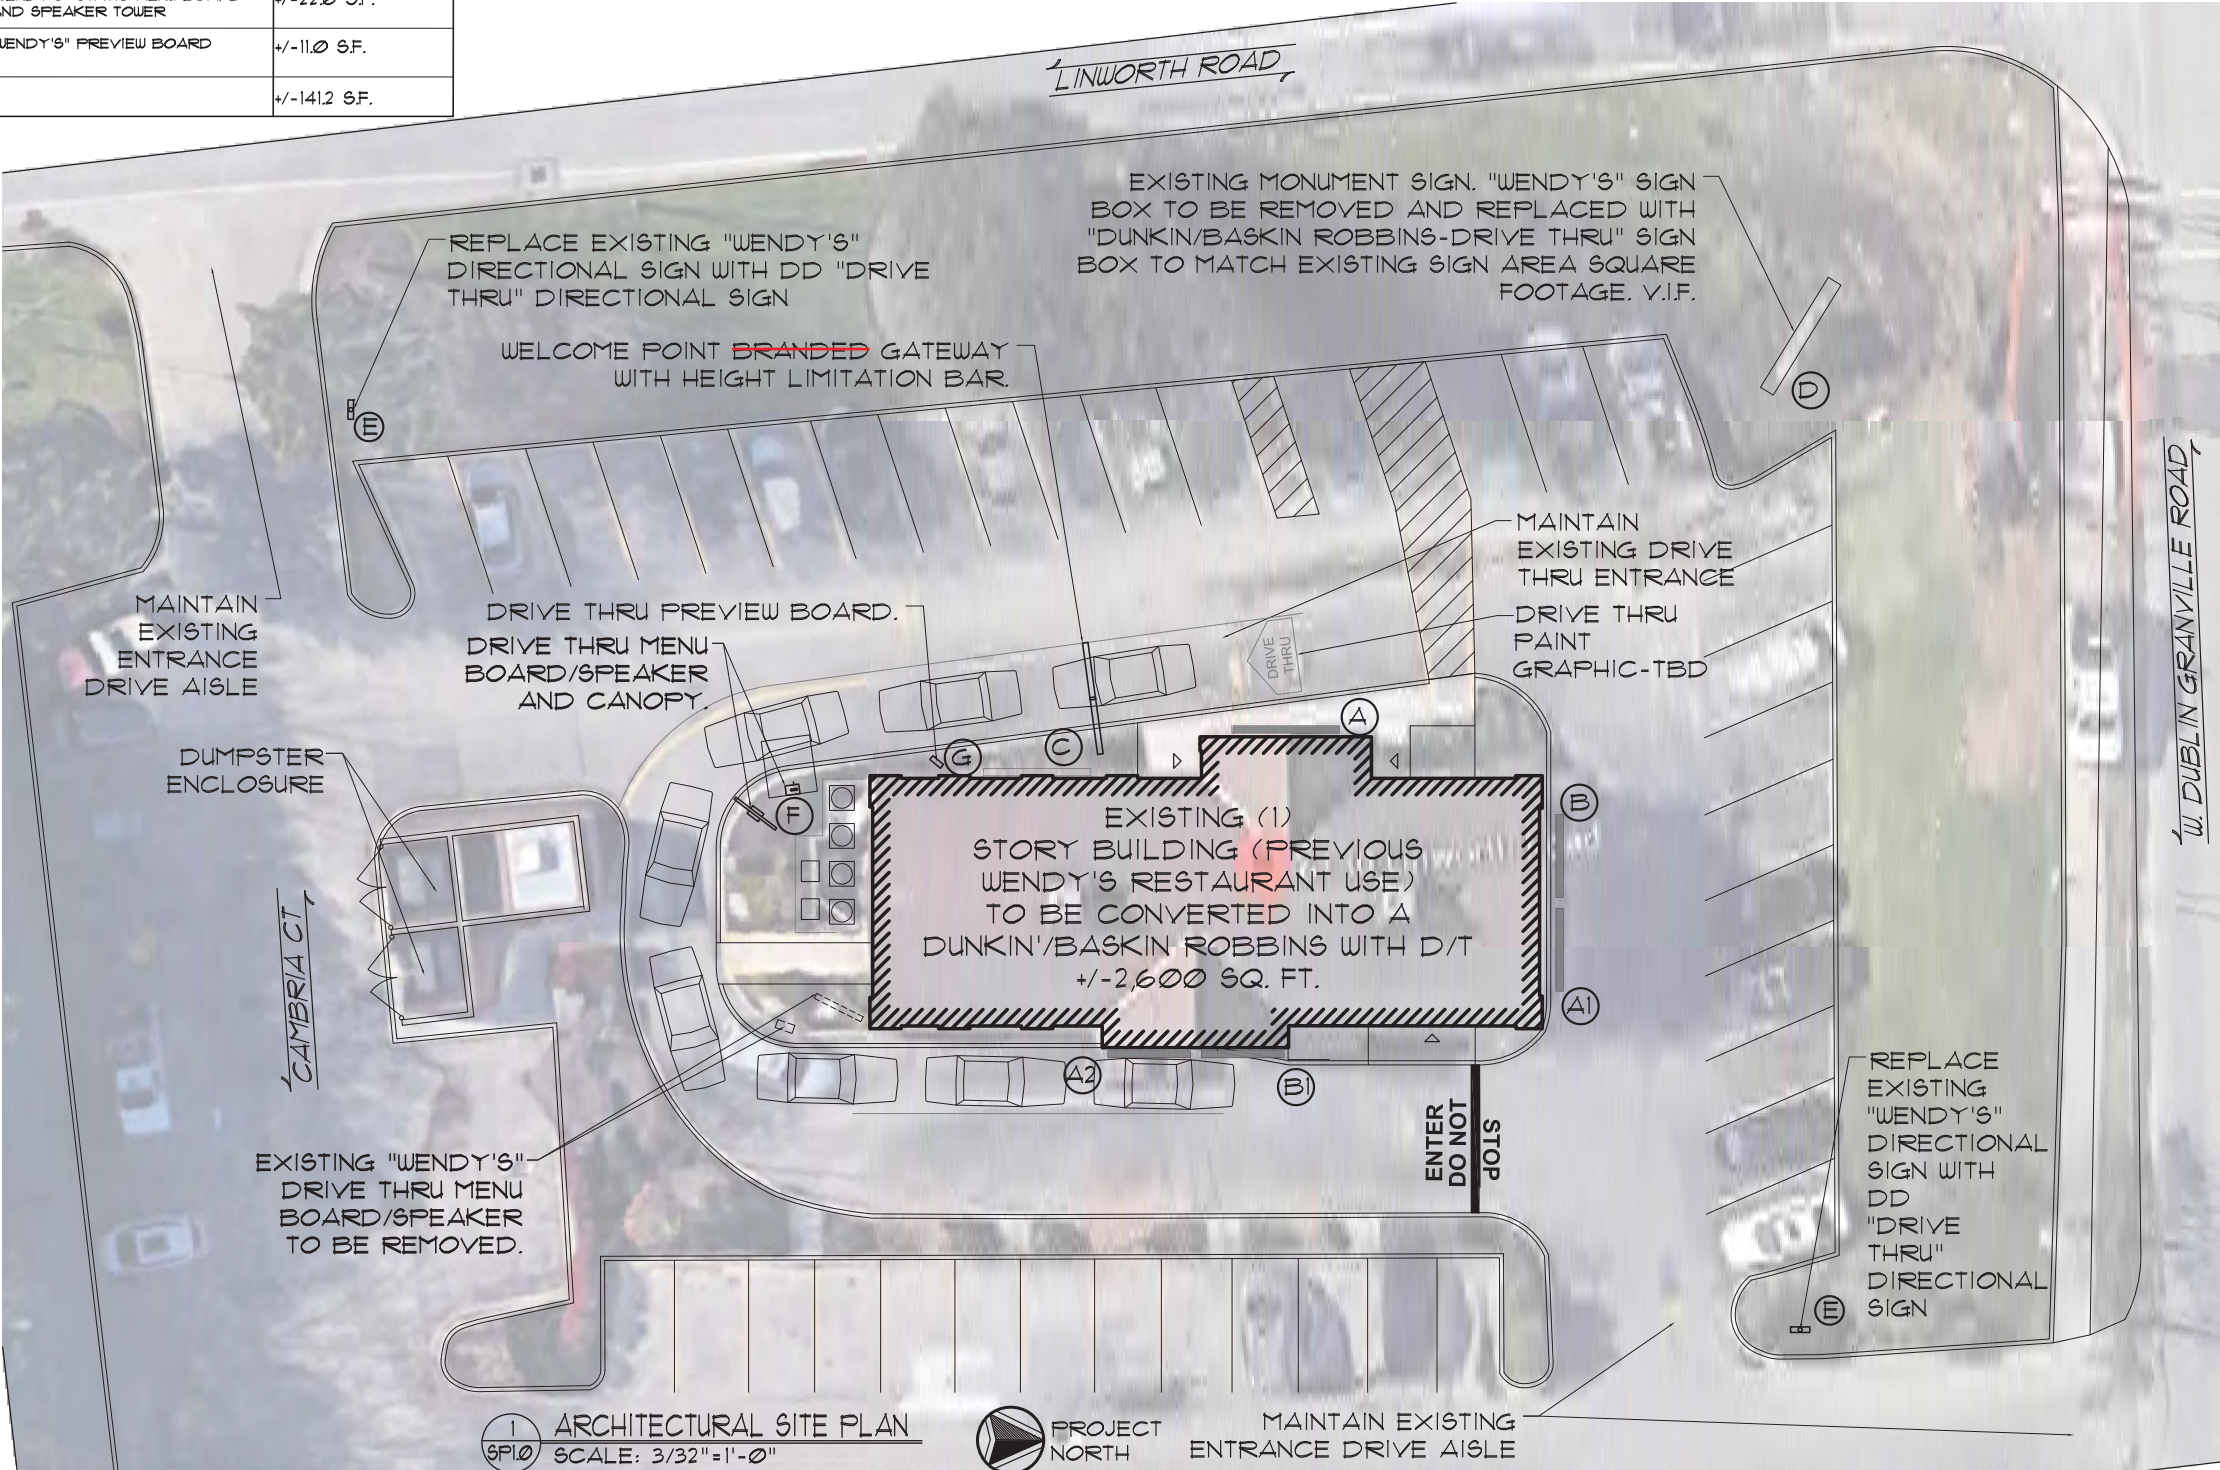 AND SPEAKER TOWER
+/-22.0 S.F.
"WENDY'S" PREVIEW BOARD
+/-11.0 S.F.
+/-141.2 S.F.
LINWORTH ROAD
EXISTING MONUMENT SIGN. "WENDY'S" SIGN
BOX TO BE REMOVED AND REPLACED WITH
"DUNKIN/BASKIN ROBBINS-DRIVE THRU" SIGN
BOX TO MATCH EXISTING SIGN AREA SQUARE
FOOTAGE. V.I.F.
REPLACE EXISTING "WENDY'S"
DIRECTIONAL SIGN WITH DD "DRIVE
THRU" DIRECTIONAL SIGN
WELCOME POINT BRANDED GATEWAY
WITH HEIGHT LIMITATION BAR.
D
E
W. DUBLIN GRANVILLE ROAD
MAINTAIN
EXISTING DRIVE
THRU ENTRANCE
DRIVE THRU
PAINT
GRAPHIC-TBD
MAINTAIN
EXISTING
ENTRANCE
DRIVE AISLE
DRIVE THRU PREVIEW BOARD.
DRIVE THRU MENU
BOARD/SPEAKER
AND CANOPY.
DRIVE
THRU
A
G
C
DUMPSTER
ENCLOSURE
F
B
EXISTING (1)
STORY BUILDING (PREVIOUS
WENDY'S RESTAURANT USE)
TO BE CONVERTED INTO A
DUNKIN'/BASKIN ROBBINS WITH D/T
+/-2,600 SQ. FT.
CAMBRIA CT
A1
A2
B1
ENTER
DO NOT
STOP
EXISTING "WENDY'S"
DRIVE THRU MENU
BOARD/SPEAKER
TO BE REMOVED.
REPLACE
EXISTING
"WENDY'S"
DIRECTIONAL
SIGN WITH
DD
"DRIVE
THRU"
DIRECTIONAL
SIGN
E
1
SP1.0
ARCHITECTURAL SITE PLAN
SCALE: 3/32"=1'-0"
PROJECT
NORTH
MAINTAIN EXISTING
ENTRANCE DRIVE AISLE